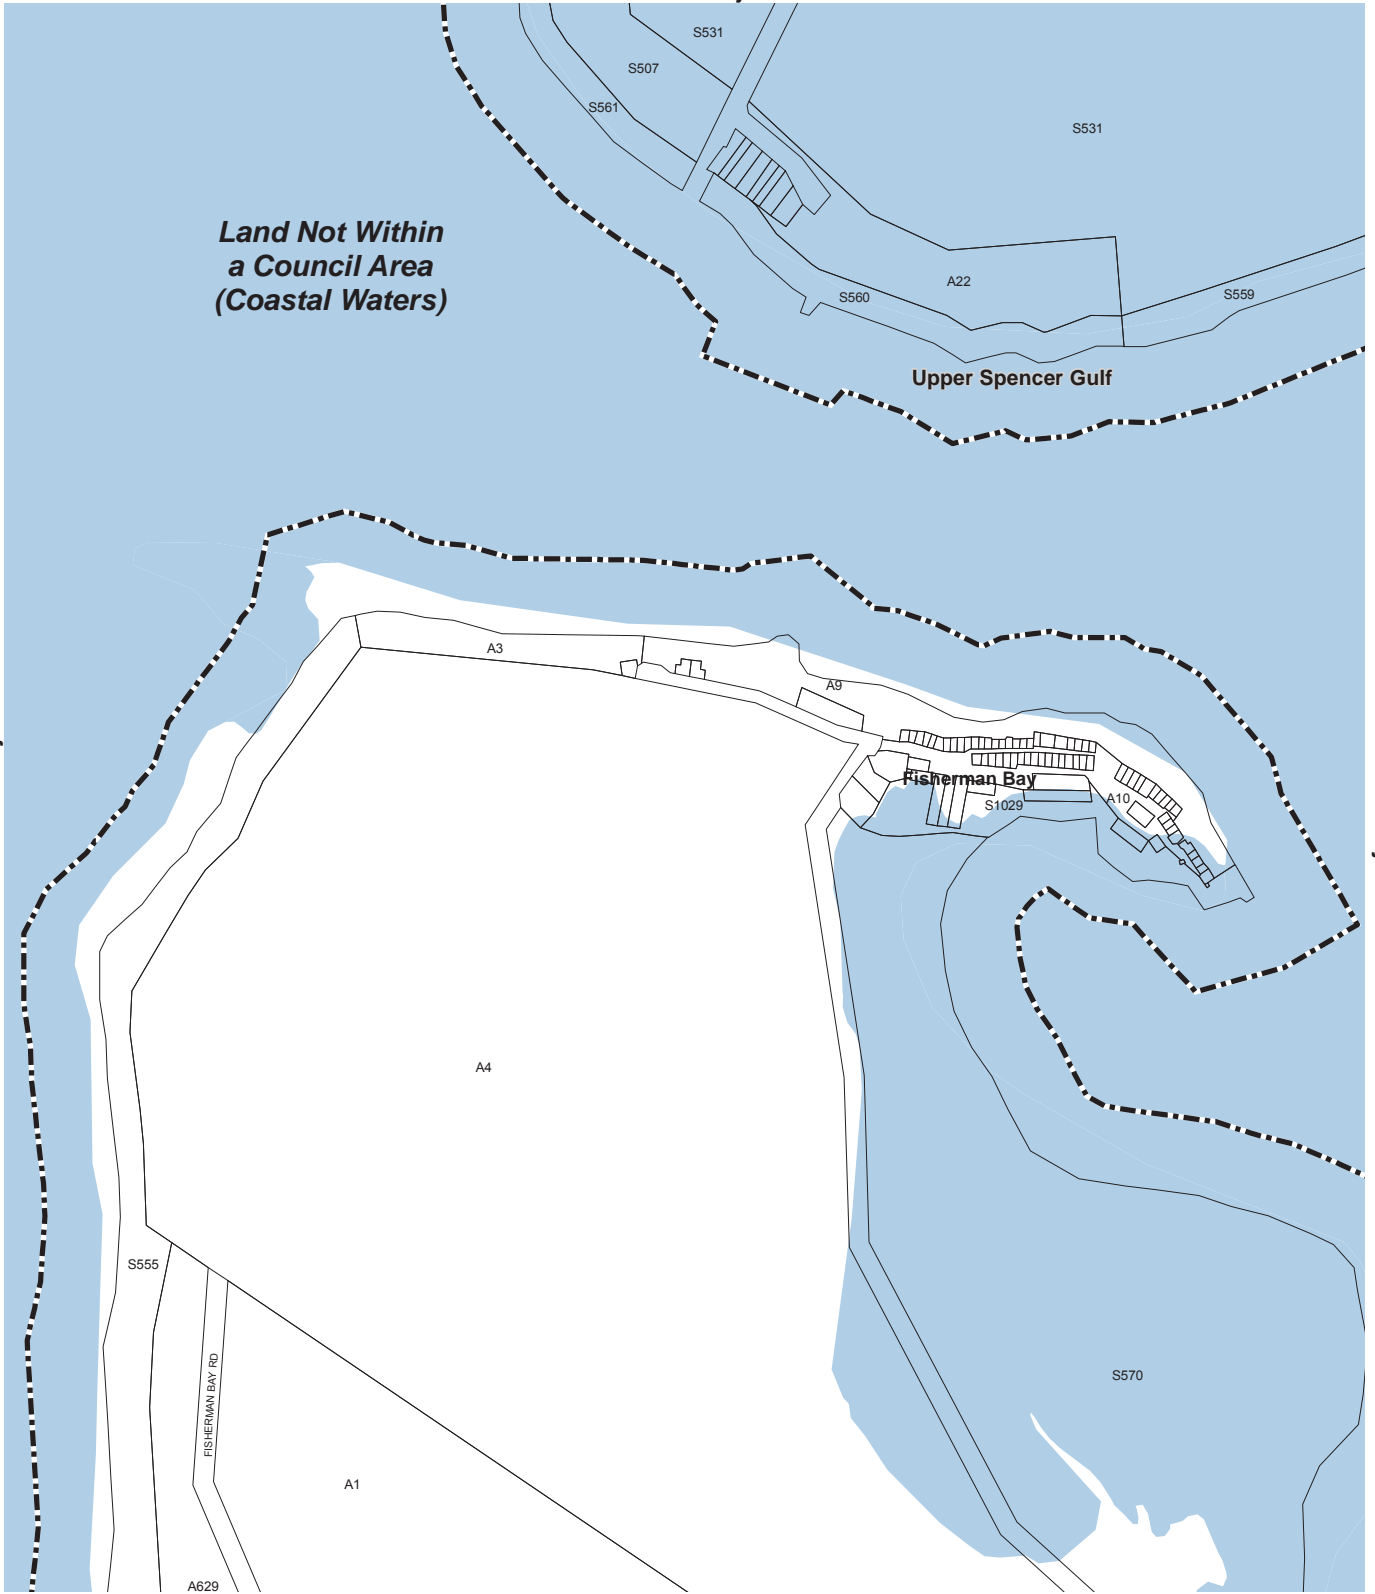 S531
S507
S561
S531
Land Not Within
a Council Area
(Coastal Waters)
A22
S560
S559
Upper Spencer Gulf
A3
A9
Fisherman Bay
A10
S1029
A4
S555
FISHERMAN BAY RD
S570
A1
A629